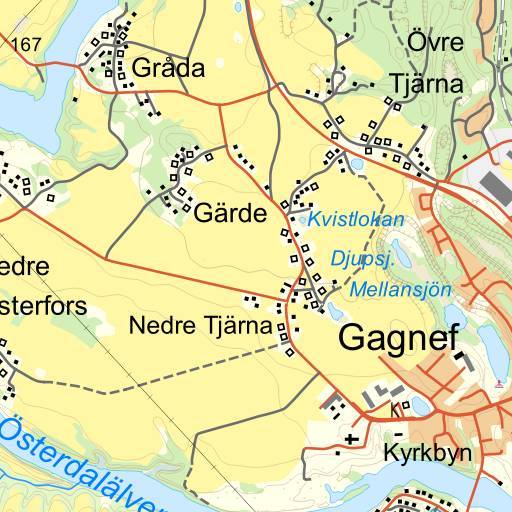 167
Övre
Tjärna
Gråda
Gärde
Kvistlokan
Djupsj.
Mellansjön
edre
sterfors
Nedre Tjärna
Gagnef
K
Kyrkbyn
Österdalälven